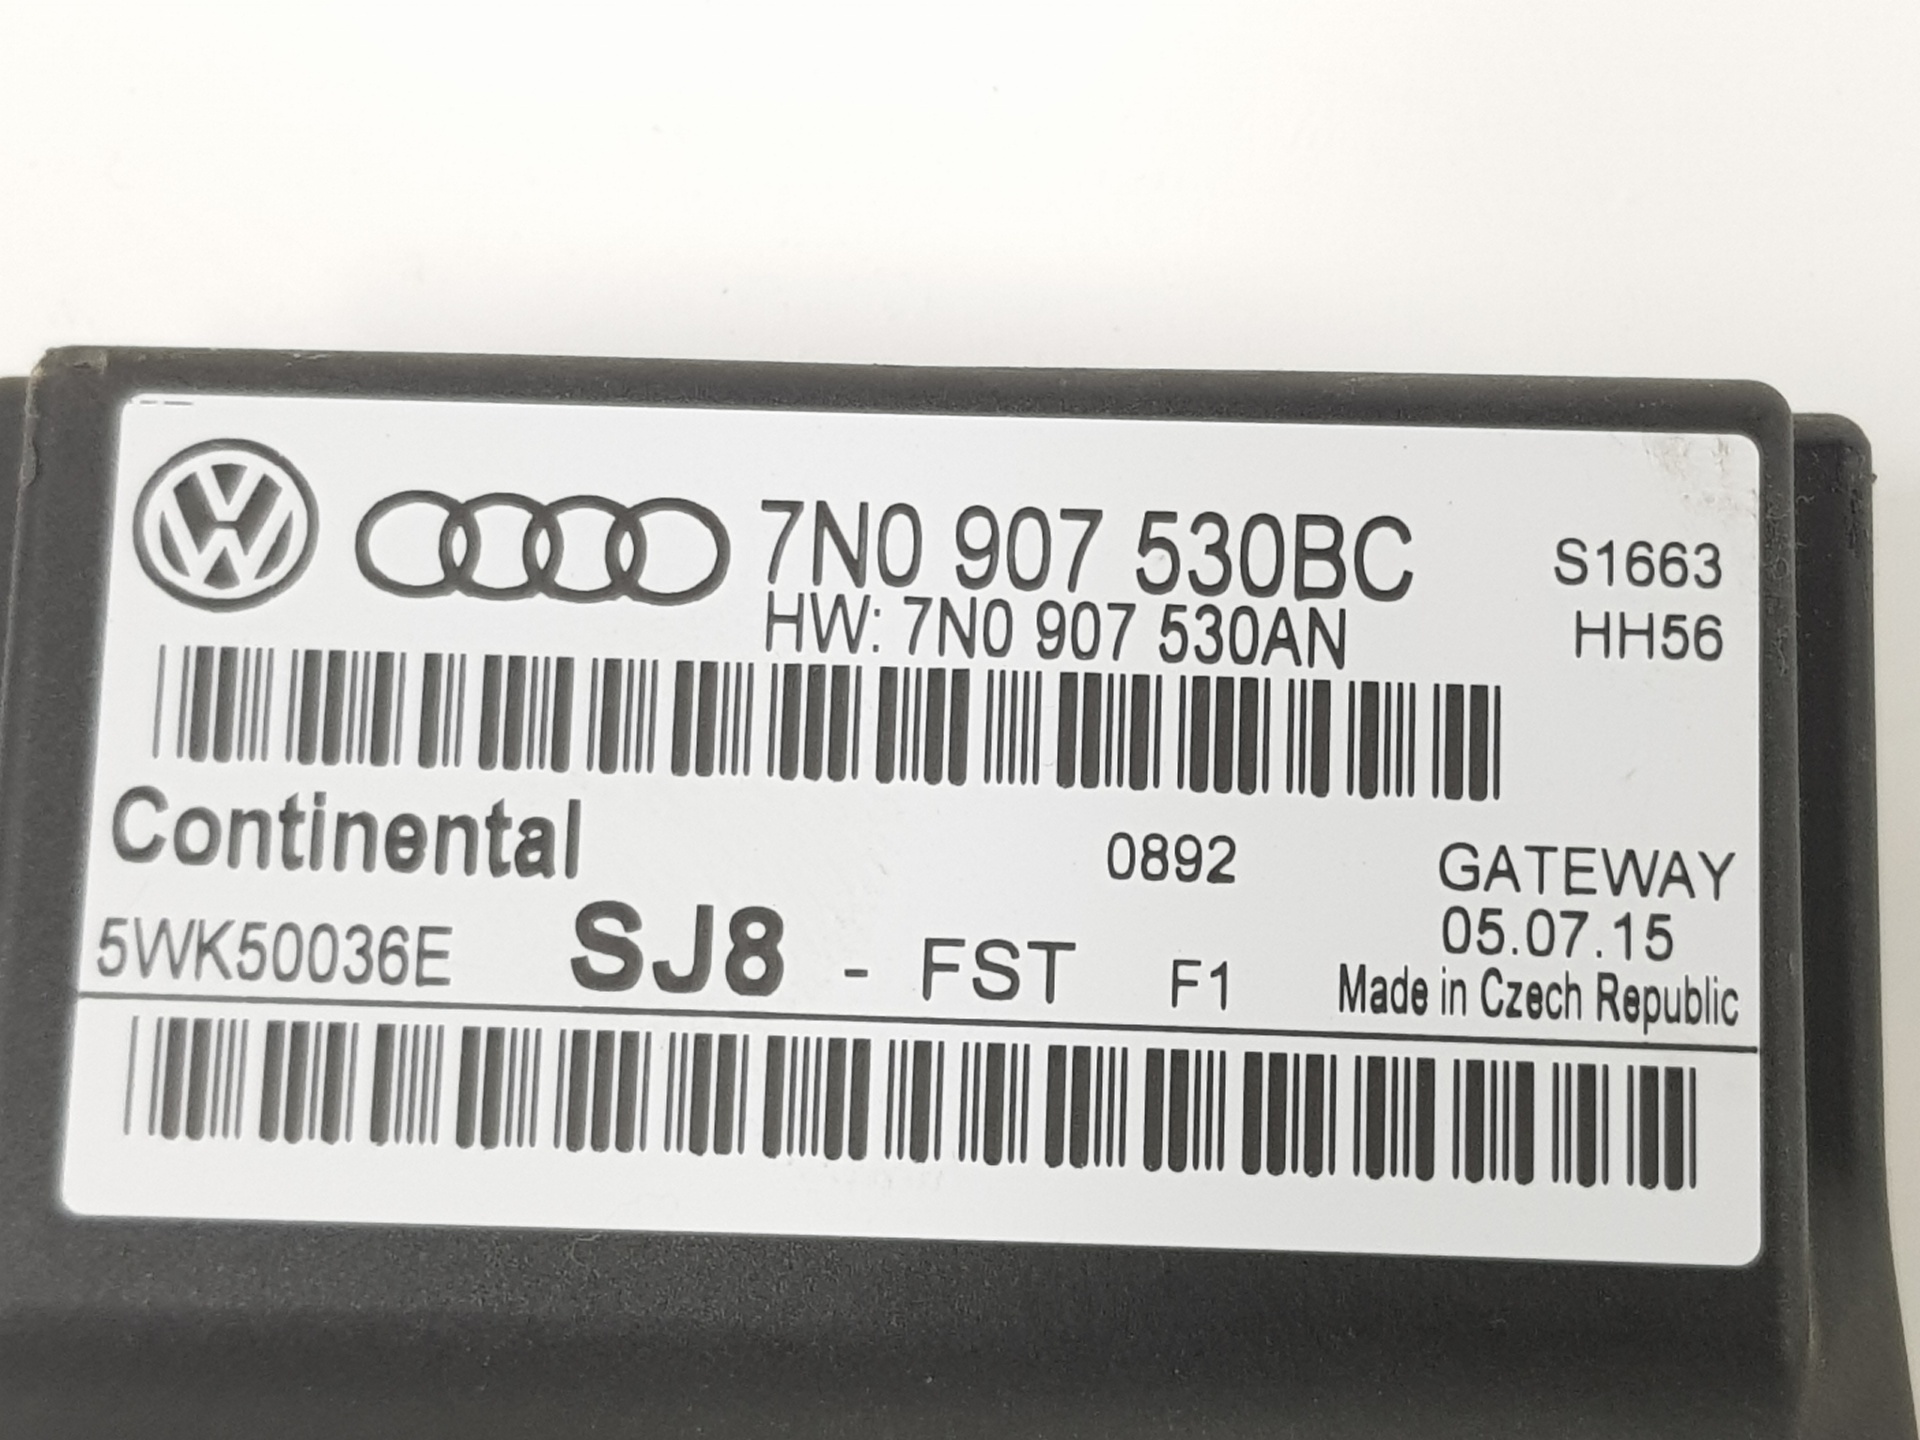 7N0 907 530BC S1663
HW: 7N0 907 530AN HH56
Continental 0892 GATEWAY
05.07.15
5WK50036E SJ8 - FST F1 Made in Czech Republic